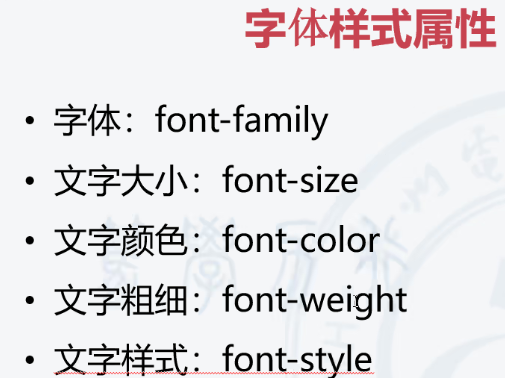 字体样式属性
• 字体：font-family
• 文字大小：font-size
• 文字颜色：font-color
• 文字粗细：font-weight
• 文字样式：font-style